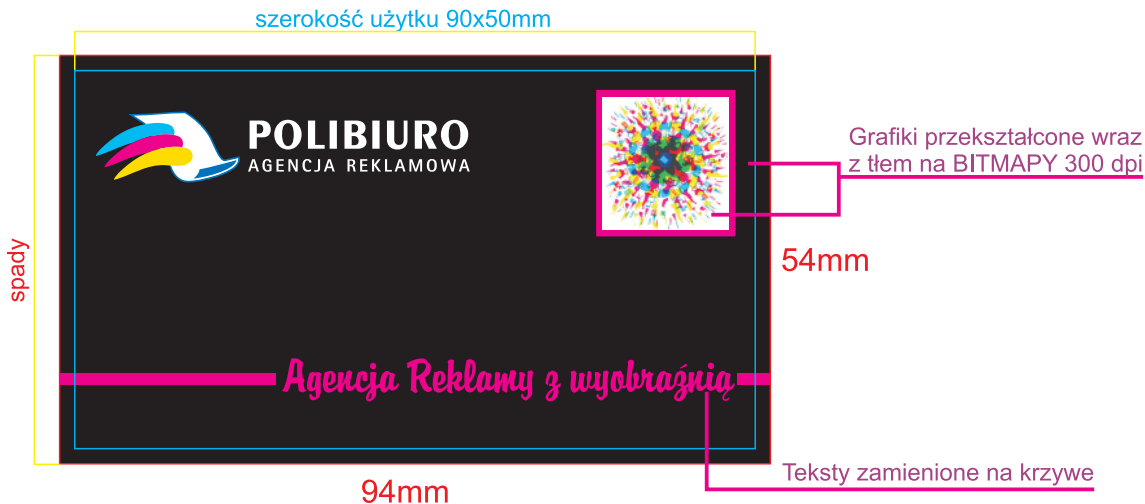 szerokość użytku 90x50mm
POLIBIURO
AGENCJA REKLAMOWA
Grafiki przekształcone wraz
z tłem na BITMAPY 300 dpi
spady
54mm
Agencja Reklamy z wyobraźnią
Teksty zamienione na krzywe
94mm